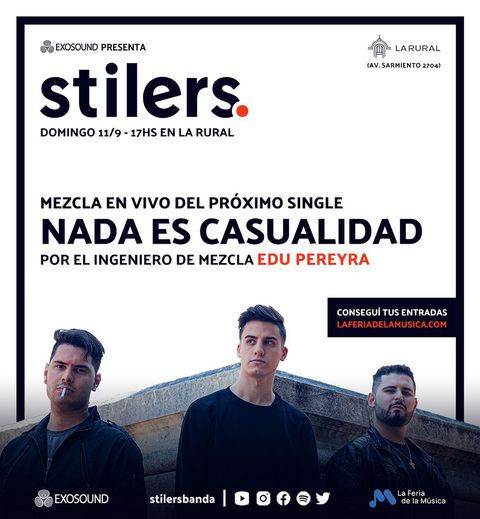 EXOSOUND PRESENTA
LA RURAL
(AV. SARMIENTO 2704)
stilers.
DOMINGO 11/9 - 17HS EN LA RURAL
MEZCLA EN VIVO DEL PRÓXIMO SINGLE
NADA ES CASUALIDAD
POR EL INGENIERO DE MEZCLA EDU PEREYRA
CONSEGUÍ TUS ENTRADAS
LAFERIADELAMUSICA.COM
EXOSOUND
stilersbanda
La Feria
de la Música